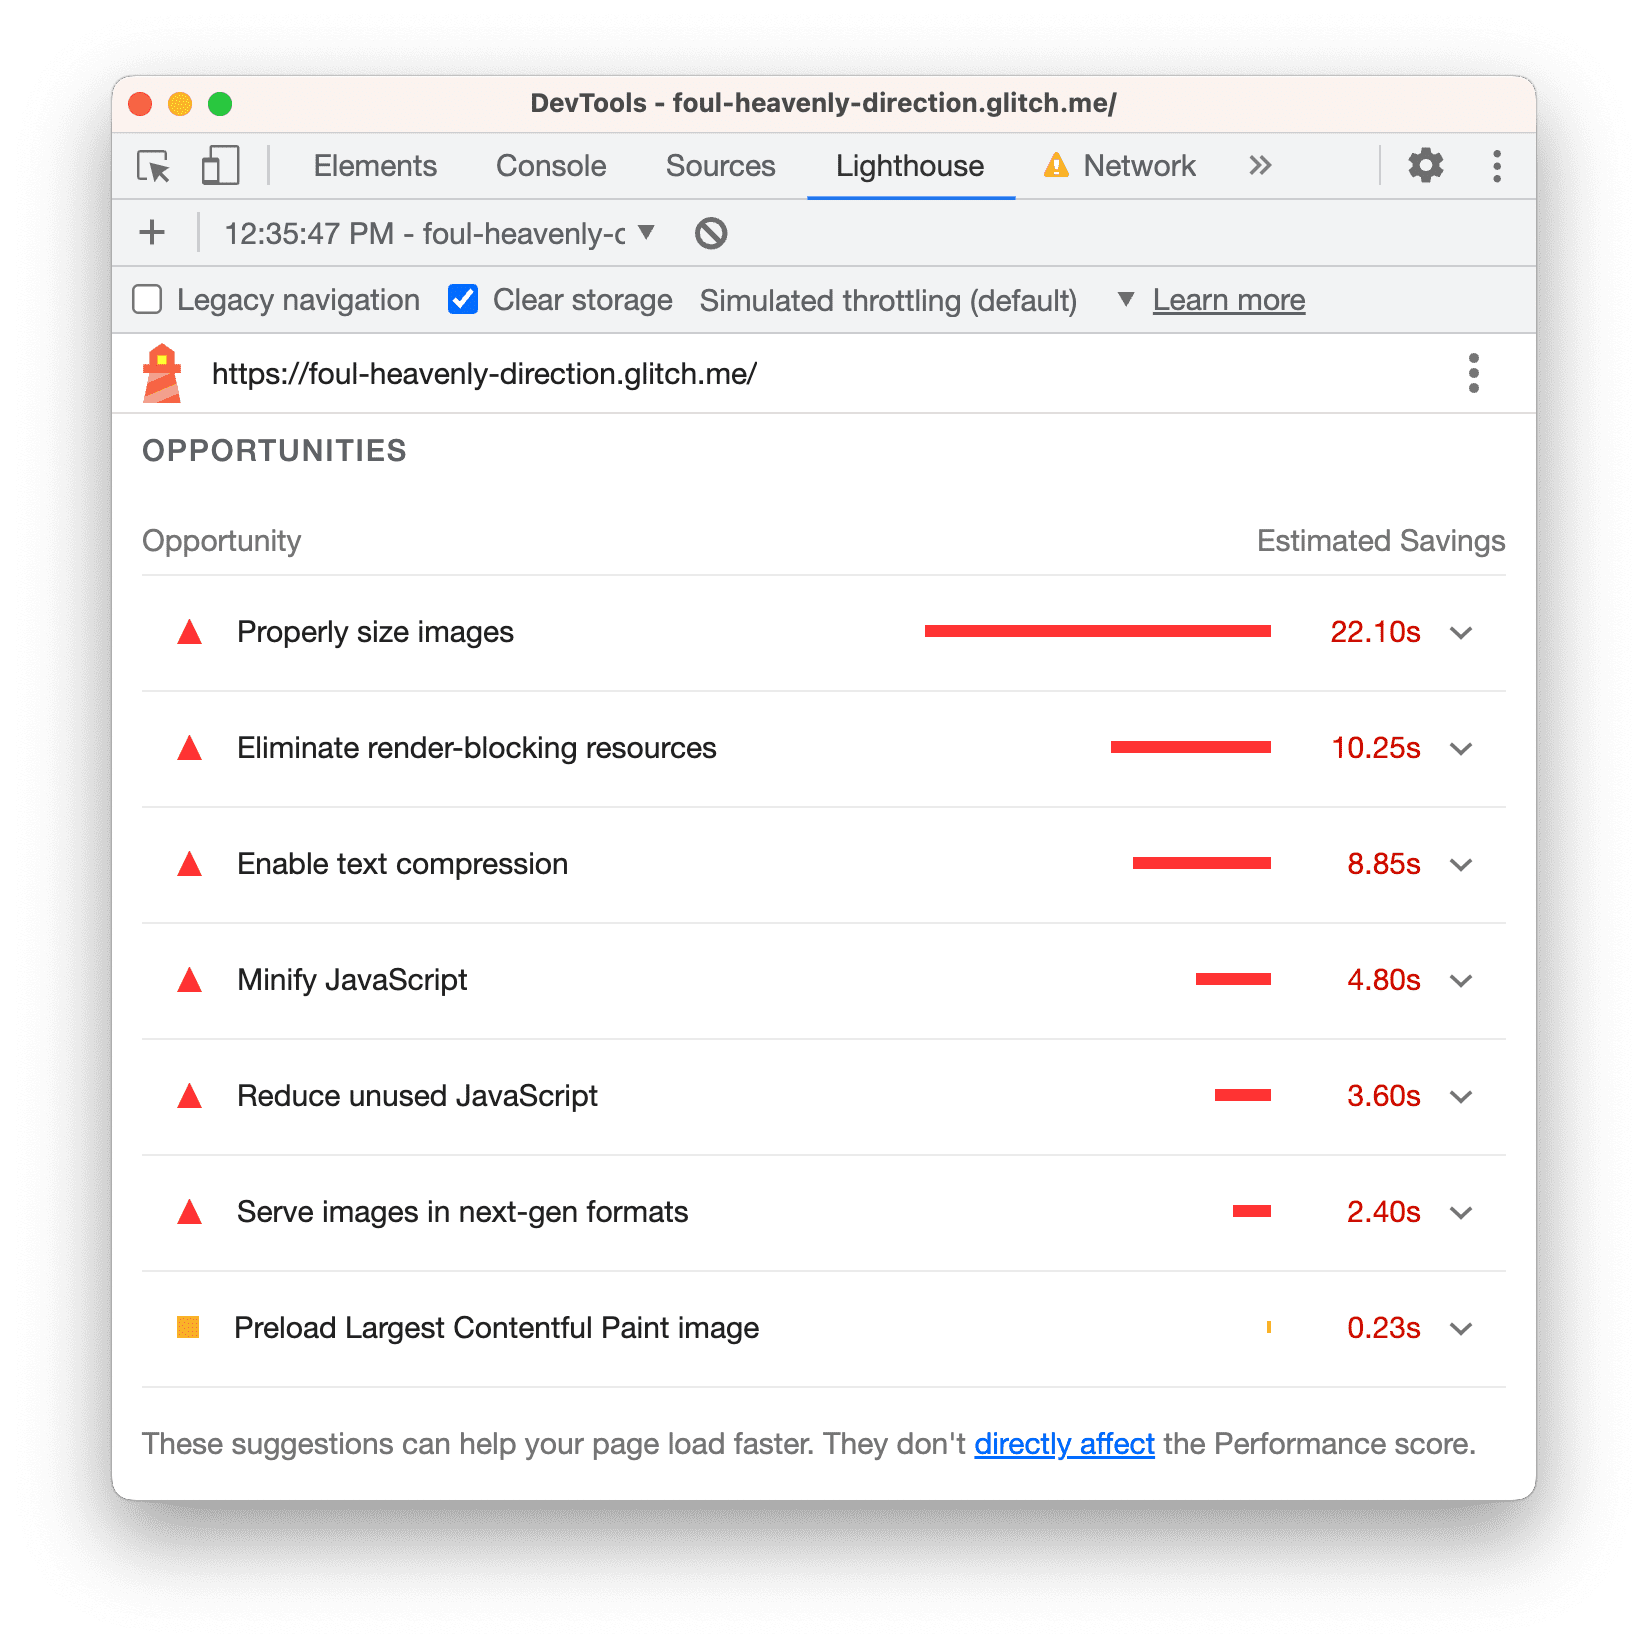 DevTools - foul-heavenly-direction.glitch.me/
Elements Console Sources Lighthouse Network
12:35:47 PM - foul-heavenly-c
Legacy navigation Clear storage Simulated throttling (default) Learn more
https://foul-heavenly-direction.glitch.me/
OPPORTUNITIES
Opportunity Estimated Savings
Properly size images 22.10s
Eliminate render-blocking resources 10.25s
Enable text compression 8.85s
Minify JavaScript 4.80s
Reduce unused JavaScript 3.60s
Serve images in next-gen formats 2.40s
Preload Largest Contentful Paint image 0.23s
These suggestions can help your page load faster. They don't directly affect the Performance score.